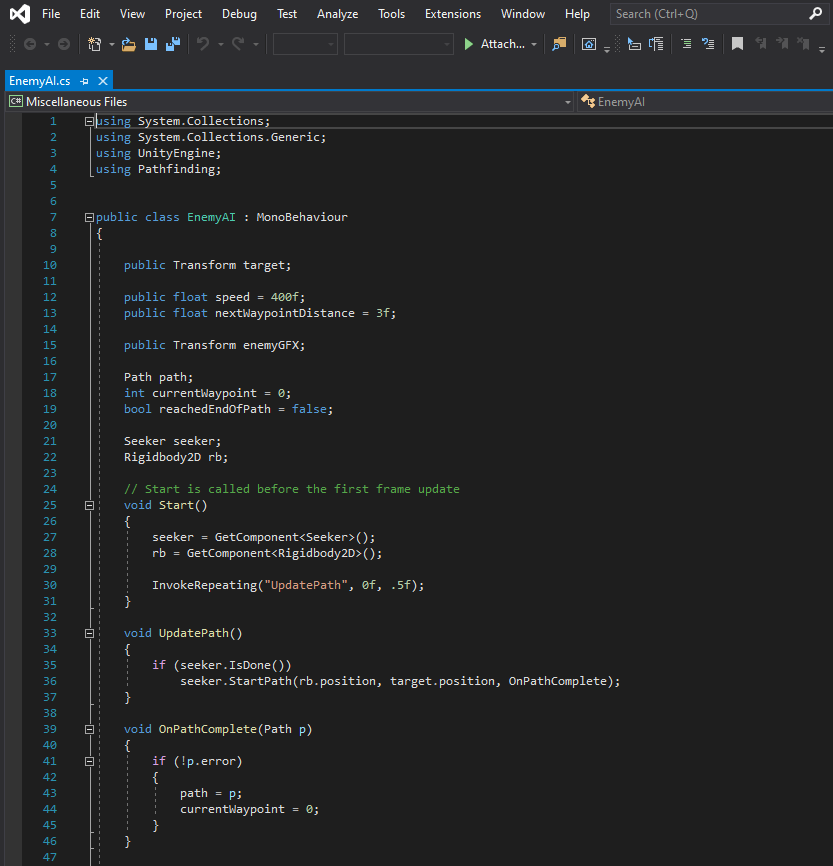 File Edit View Project Debug Test Analyze Tools Extensions Window Help Search (Ctrl+Q)
Attach...
EnemyAI.cs
C# Miscellaneous Files EnemyAI
1 using System.Collections;
2 using System.Collections.Generic;
3 using UnityEngine;
4 using Pathfinding;
5
6
7 public class EnemyAI : MonoBehaviour
8 {
9
10 public Transform target;
11
12 public float speed = 400f;
13 public float nextWaypointDistance = 3f;
14
15 public Transform enemyGFX;
16
17 Path path;
18 int currentWaypoint = 0;
19 bool reachedEndOfPath = false;
20
21 Seeker seeker;
22 Rigidbody2D rb;
23
24 // Start is called before the first frame update
25 void Start()
26 {
27 seeker = GetComponent<Seeker>();
28 rb = GetComponent<Rigidbody2D>();
29
30 InvokeRepeating("UpdatePath", 0f, .5f);
31 }
32
33 void UpdatePath()
34 {
35 if (seeker.IsDone())
36 seeker.StartPath(rb.position, target.position, OnPathComplete);
37 }
38
39 void OnPathComplete(Path p)
40 {
41 if (!p.error)
42 {
43 path = p;
44 currentWaypoint = 0;
45 }
46 }
47